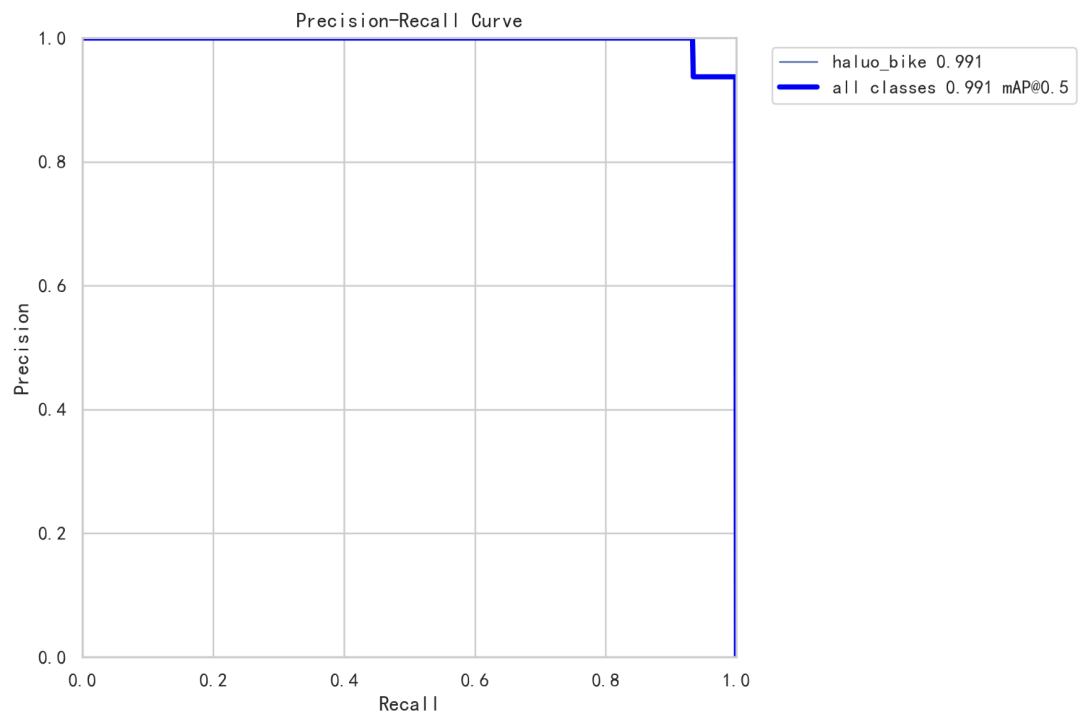 Precision-Recall Curve
1.0
0.8
0.6
0.4
0.2
0.0
Precision
0.0 0.2 0.4 0.6 0.8 1.0
Recall
haluo_bike 0.991
all classes 0.991 mAP@0.5